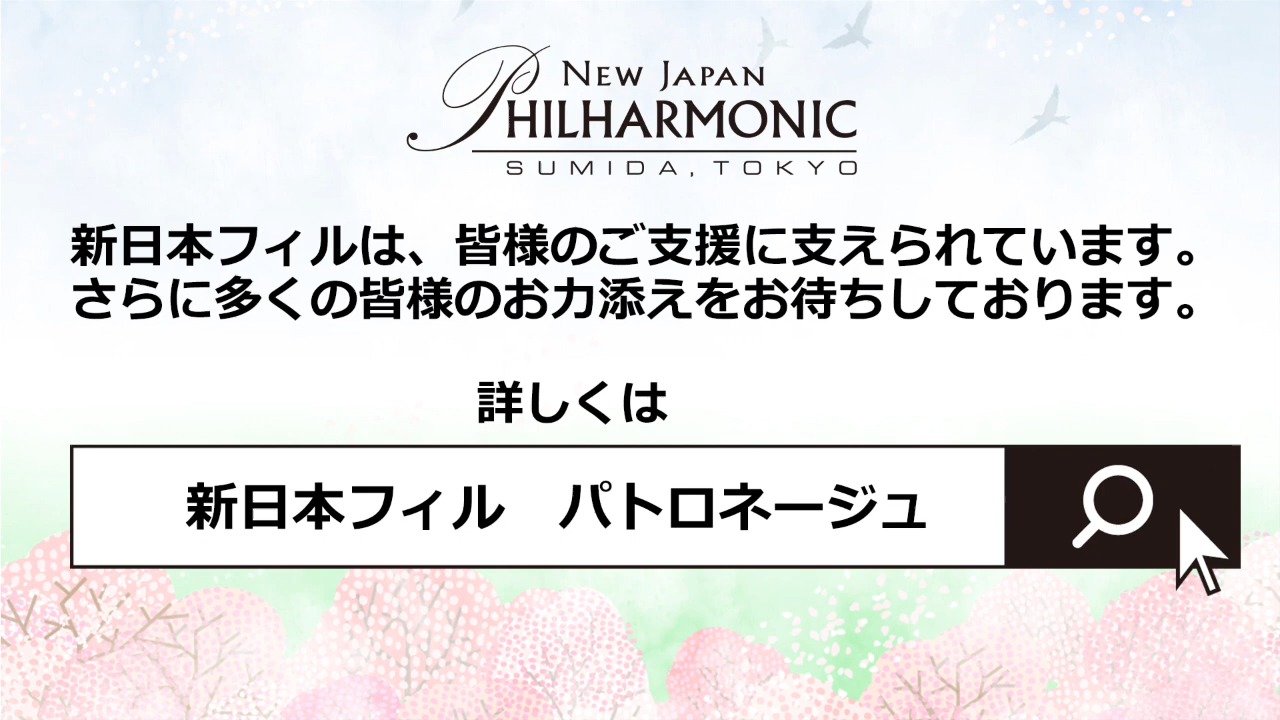 NEW JAPAN
PHILHARMONIC
SUMIDA, TOKYO
新日本フィルは、皆様のご支援に支えられています。
さらに多くの皆様のお力添えをお待ちしております。
詳しくは
新日本フィル　パトロネージュ